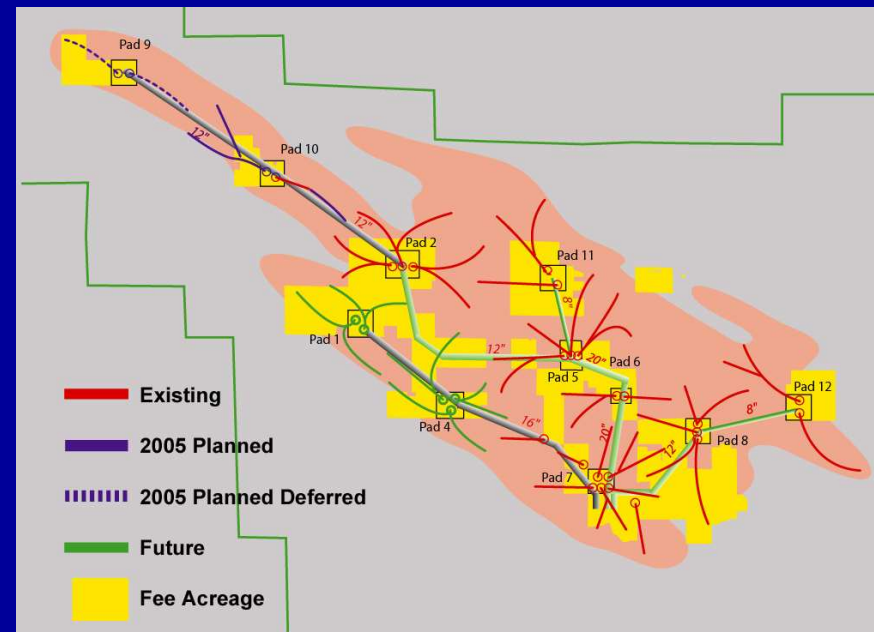 Pad 9
12"
Pad 10
12"
Pad 2
Pad 11
8"
Pad 1
12"
20"
Pad 6
Pad 5
Pad 12
8"
Pad 4
16"
20"
12"
Pad 8
Pad 7
Existing
2005 Planned
2005 Planned Deferred
Future
Fee Acreage